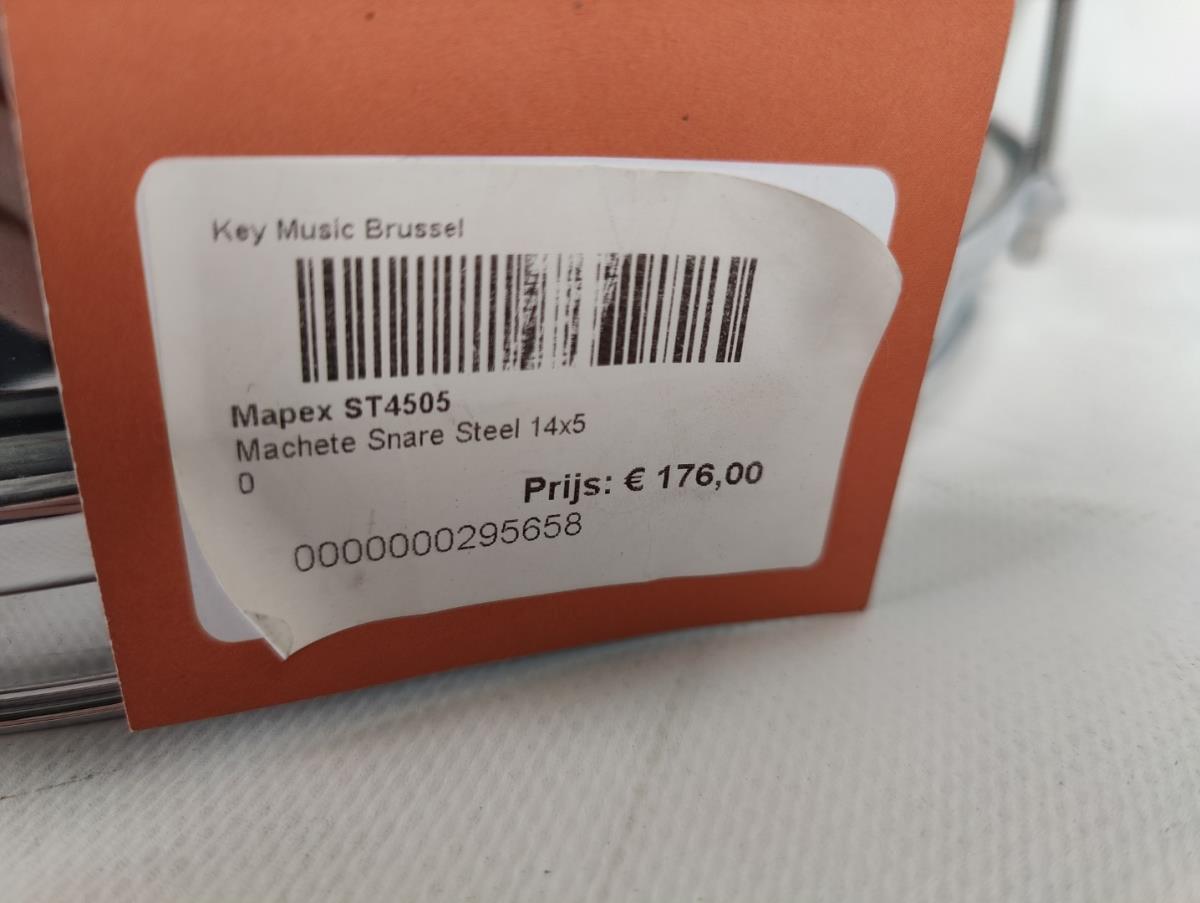 Key Music Brussel
Mapex ST4505
Machete Snare Steel 14x5
0
Prijs: € 176,00
0000000295658